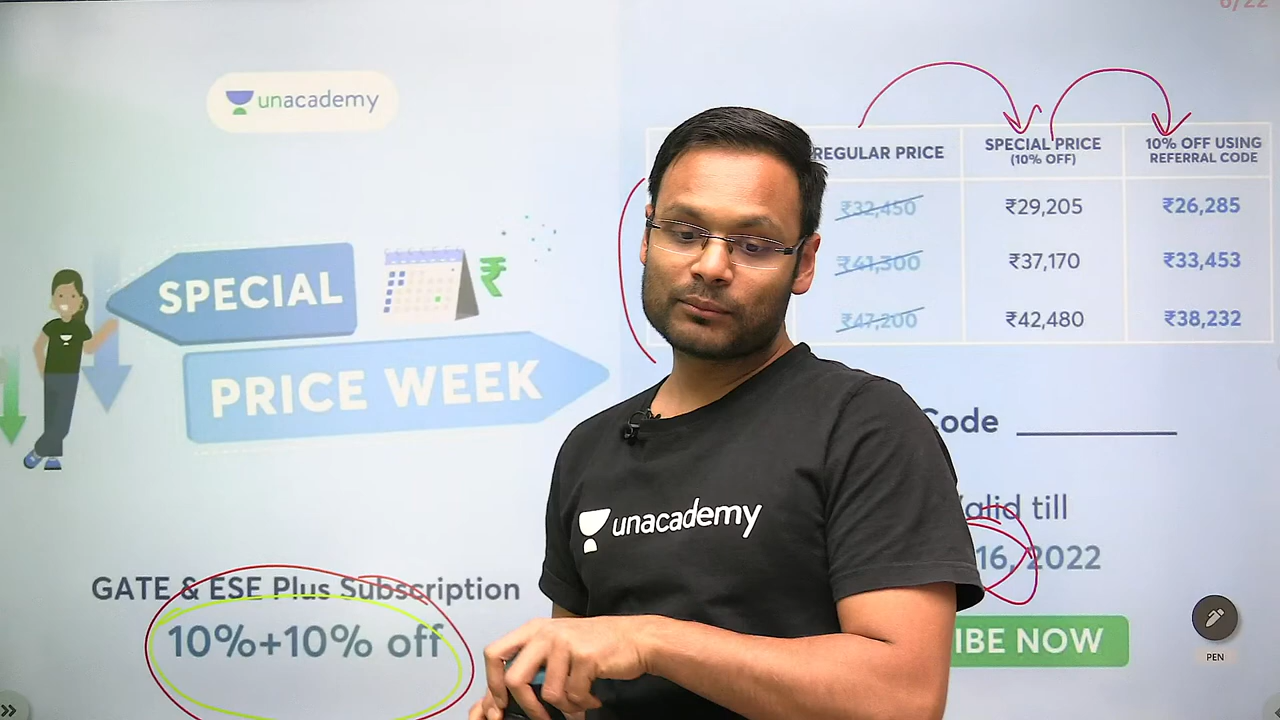 unacademy
SPECIAL
PRICE WEEK
GATE & ESE Plus Subscription
10%+10% off
REGULAR PRICE
SPECIAL PRICE
(10% OFF)
10% OFF USING
REFERRAL CODE
₹32,450
₹29,205
₹26,285
₹41,300
₹37,170
₹33,453
₹47,200
₹42,480
₹38,232
Code
till
16, 2022
NOW
PEN
unacademy